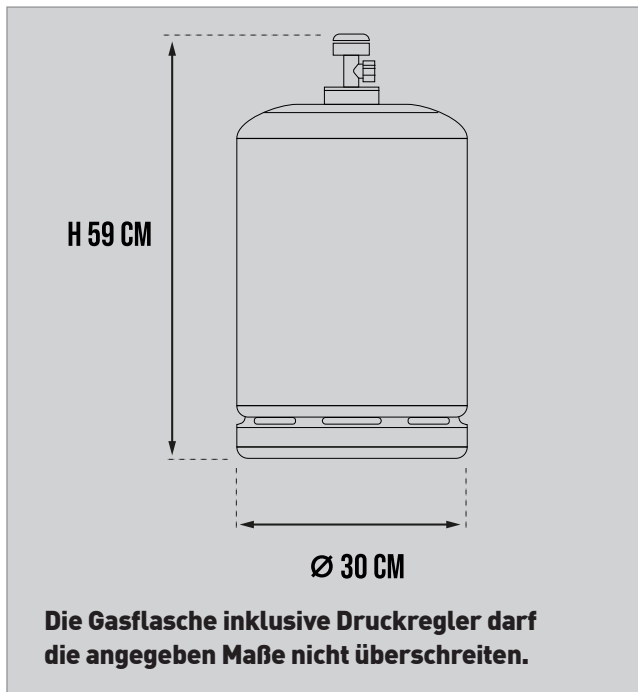 H 59 CM
Ø 30 CM
Die Gasflasche inklusive Druckregler darf
die angegeben Maße nicht überschreiten.